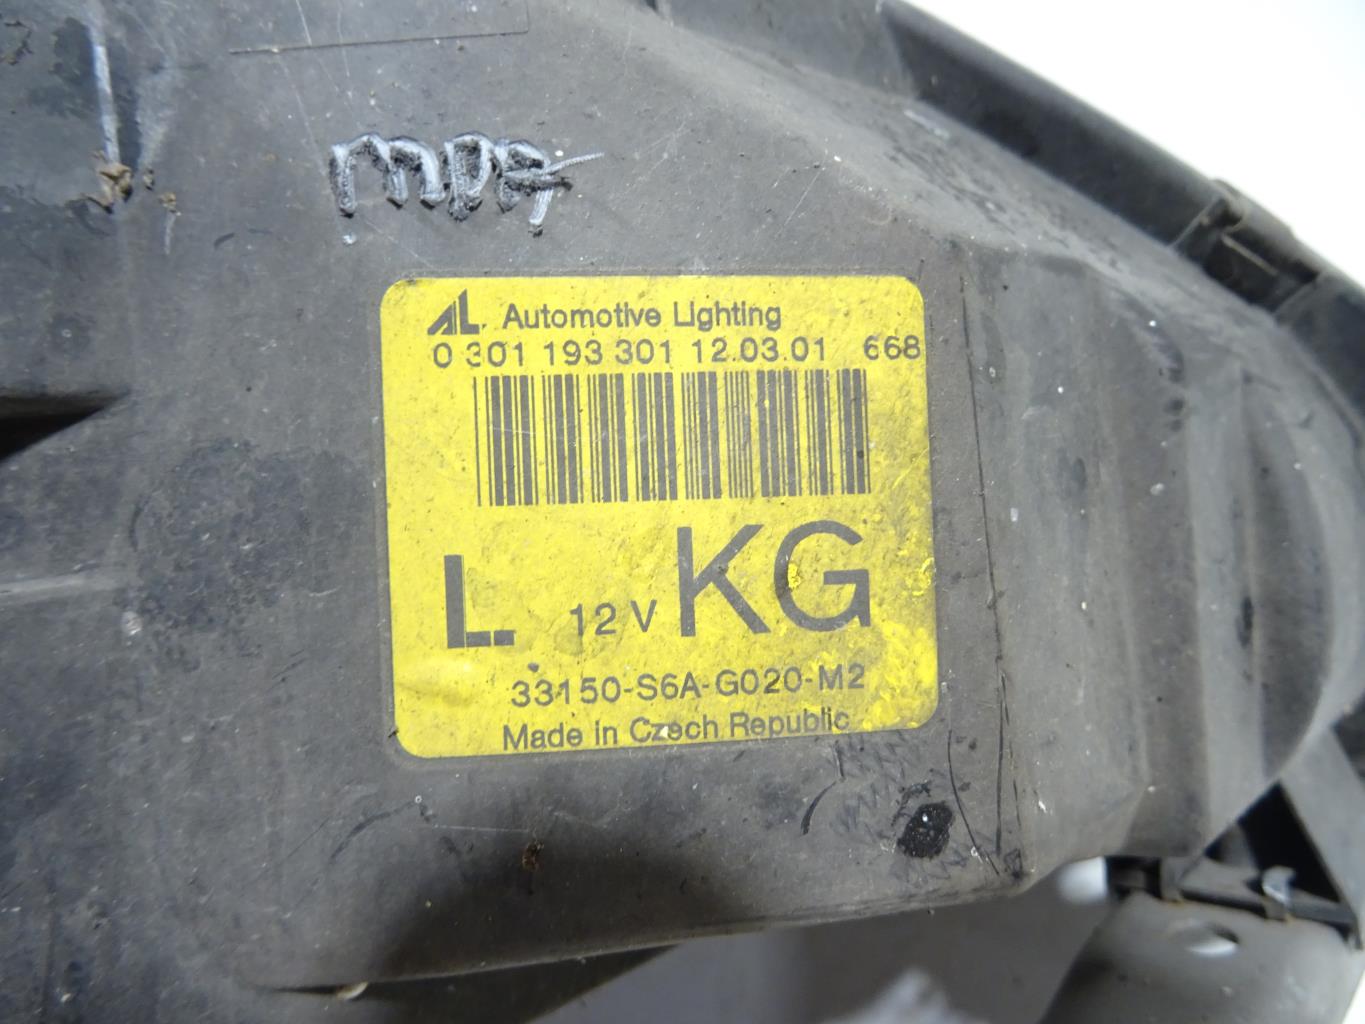 AL Automotive Lighting
0 301 193 301 12.03.01 668
L 12 V KG
33150-S6A-G020-M2
Made in Czech Republic